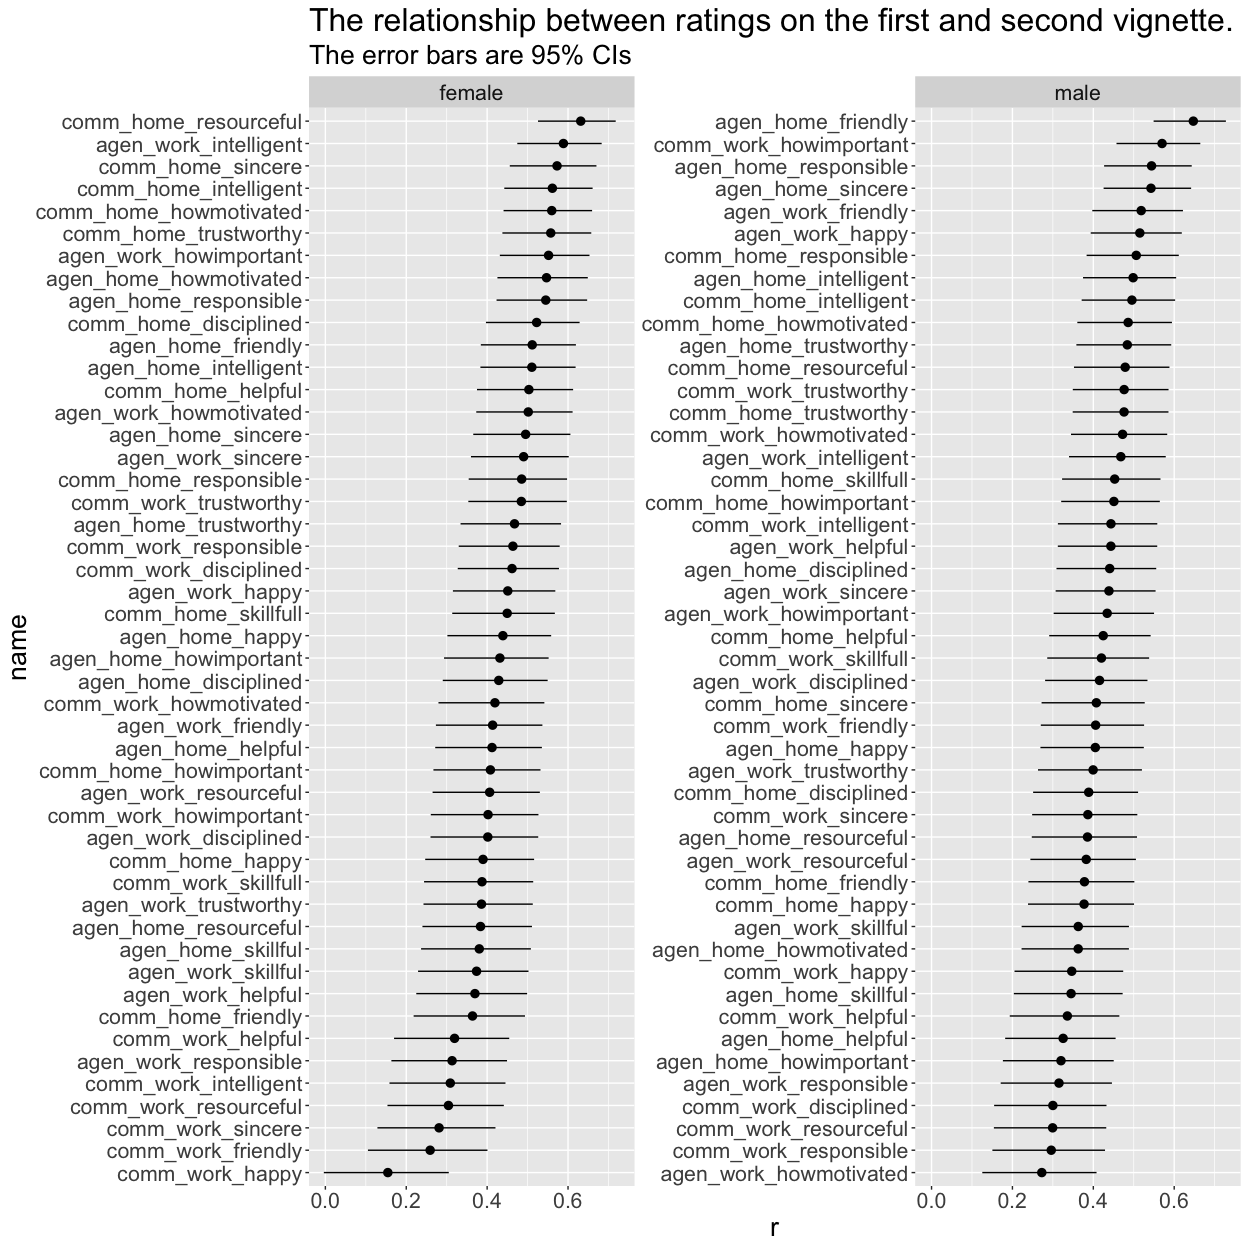 The relationship between ratings on the first and second vignette.
The error bars are 95% CIs
female
comm_home_resourceful
agen_work_intelligent
comm_home_sincere
comm_home_intelligent
comm_home_howmotivated
comm_home_trustworthy
agen_work_howimportant
agen_home_howmotivated
agen_home_responsible
comm_home_disciplined
agen_home_friendly
agen_home_intelligent
comm_home_helpful
agen_work_howmotivated
agen_home_sincere
agen_work_sincere
comm_home_responsible
comm_work_trustworthy
agen_home_trustworthy
comm_work_responsible
comm_work_disciplined
agen_work_happy
comm_home_skillfull
agen_home_happy
agen_home_howimportant
agen_home_disciplined
comm_work_howmotivated
agen_work_friendly
agen_home_helpful
comm_home_howimportant
agen_work_resourceful
comm_work_howimportant
agen_work_disciplined
comm_home_happy
comm_work_skillfull
agen_work_trustworthy
agen_home_resourceful
agen_home_skillful
agen_work_skillful
agen_work_helpful
comm_home_friendly
comm_work_helpful
agen_work_responsible
comm_work_intelligent
comm_work_resourceful
comm_work_sincere
comm_work_friendly
comm_work_happy
0.0 0.2 0.4 0.6
male
agen_home_friendly
comm_work_howimportant
agen_home_responsible
agen_home_sincere
agen_work_friendly
agen_work_happy
comm_home_responsible
agen_home_intelligent
comm_home_intelligent
comm_home_howmotivated
agen_home_trustworthy
comm_home_resourceful
comm_work_trustworthy
comm_home_trustworthy
comm_work_howmotivated
agen_work_intelligent
comm_home_skillfull
comm_home_howimportant
comm_work_intelligent
agen_work_helpful
agen_home_disciplined
agen_work_sincere
agen_work_howimportant
comm_home_helpful
comm_work_skillfull
agen_work_disciplined
comm_home_sincere
comm_work_friendly
agen_home_happy
agen_work_trustworthy
comm_home_disciplined
comm_work_sincere
agen_home_resourceful
agen_work_resourceful
comm_home_friendly
comm_home_happy
agen_work_skillful
agen_home_howmotivated
comm_work_happy
agen_home_skillful
comm_work_helpful
agen_home_helpful
agen_home_howimportant
agen_work_responsible
comm_work_disciplined
comm_work_resourceful
comm_work_responsible
agen_work_howmotivated
0.0 0.2 0.4 0.6
name
r